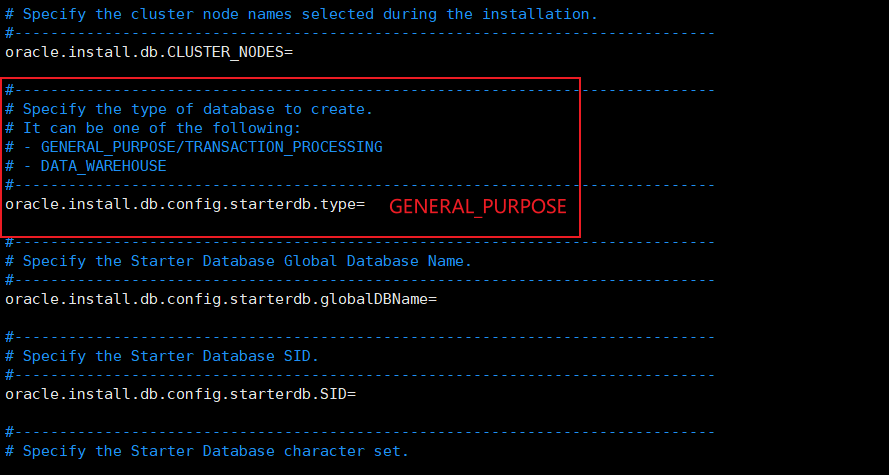 # Specify the cluster node names selected during the installation.
#------------------------------------------------------------------------------
oracle.install.db.CLUSTER_NODES=
#------------------------------------------------------------------------------
# Specify the type of database to create.
# It can be one of the following:
# - GENERAL_PURPOSE/TRANSACTION_PROCESSING
# - DATA_WAREHOUSE
#------------------------------------------------------------------------------
oracle.install.db.config.starterdb.type= GENERAL_PURPOSE
#------------------------------------------------------------------------------
# Specify the Starter Database Global Database Name.
#------------------------------------------------------------------------------
oracle.install.db.config.starterdb.globalDBName=
#------------------------------------------------------------------------------
# Specify the Starter Database SID.
#------------------------------------------------------------------------------
oracle.install.db.config.starterdb.SID=
#------------------------------------------------------------------------------
# Specify the Starter Database character set.